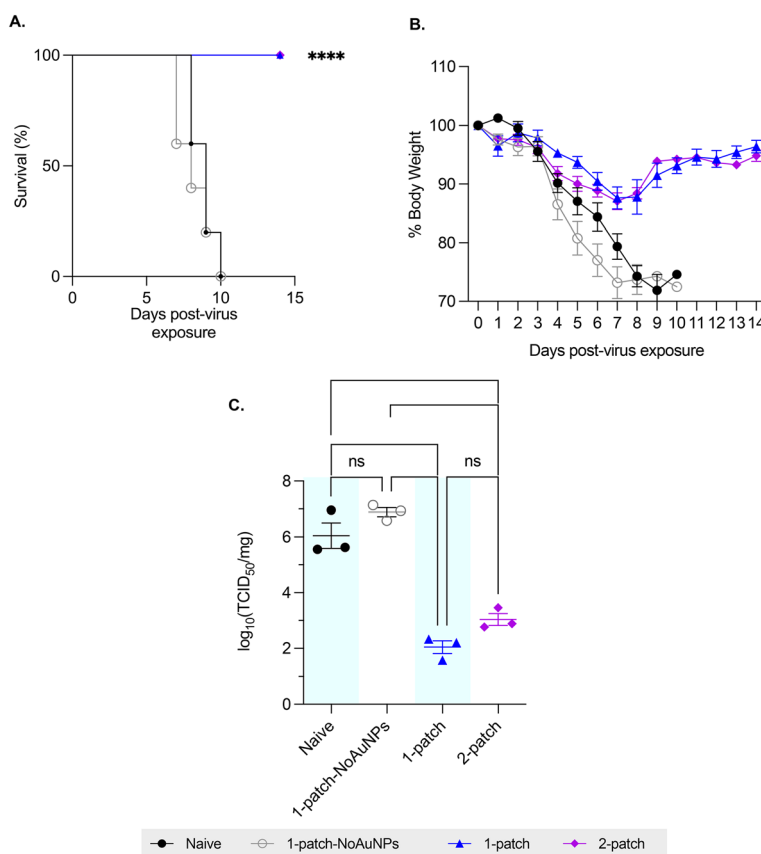 A.
100
50
0
Survival (%)
****
0 5 10 15
Days post-virus
exposure
B.
110
100
90
80
70
% Body Weight
0 1 2 3 4 5 6 7 8 9 10 11 12 13 14
Days post-virus exposure
C.
ns ns
8
6
4
2
0
log10(TCID50/mg)
Naive
1-patch-NoAuNPs
1-patch
2-patch
Naive 1-patch-NoAuNPs 1-patch 2-patch